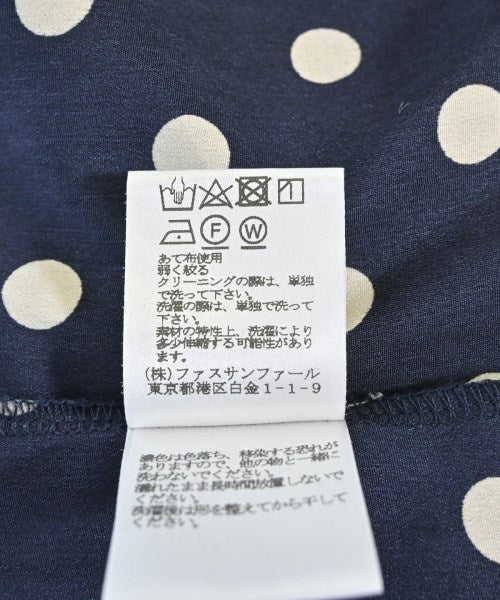 F W
あて布使用
弱く絞る
クリーニングの際は、単独
で洗って下さい。
洗濯の際は、単独で洗って
下さい。
素材の特性上、洗濯により
多少伸縮する可能性があり
ます。
(株)ファスサンファール
東京都港区白金1-1-9
濃色は色落ち、移染する恐れが
ありますので、他の物と一緒に
洗わないでください。
濡れたまま長時間放置しないで
ください。
洗濯後は形を整えてから干して
ください。